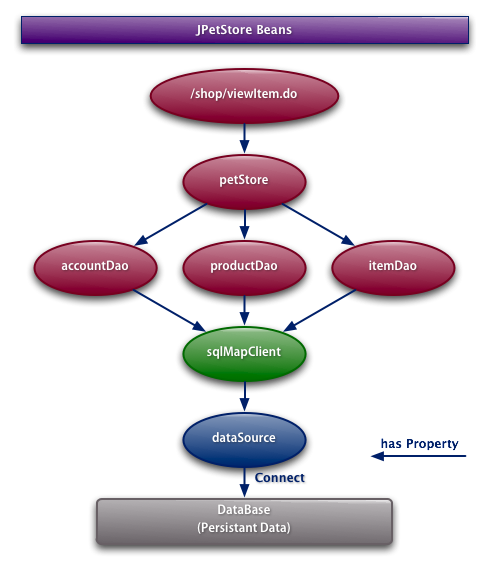 JPetStore Beans
/shop/viewItem.do
petStore
accountDao
productDao
itemDao
sqlMapClient
dataSource
has Property
Connect
DataBase
(Persistant Data)